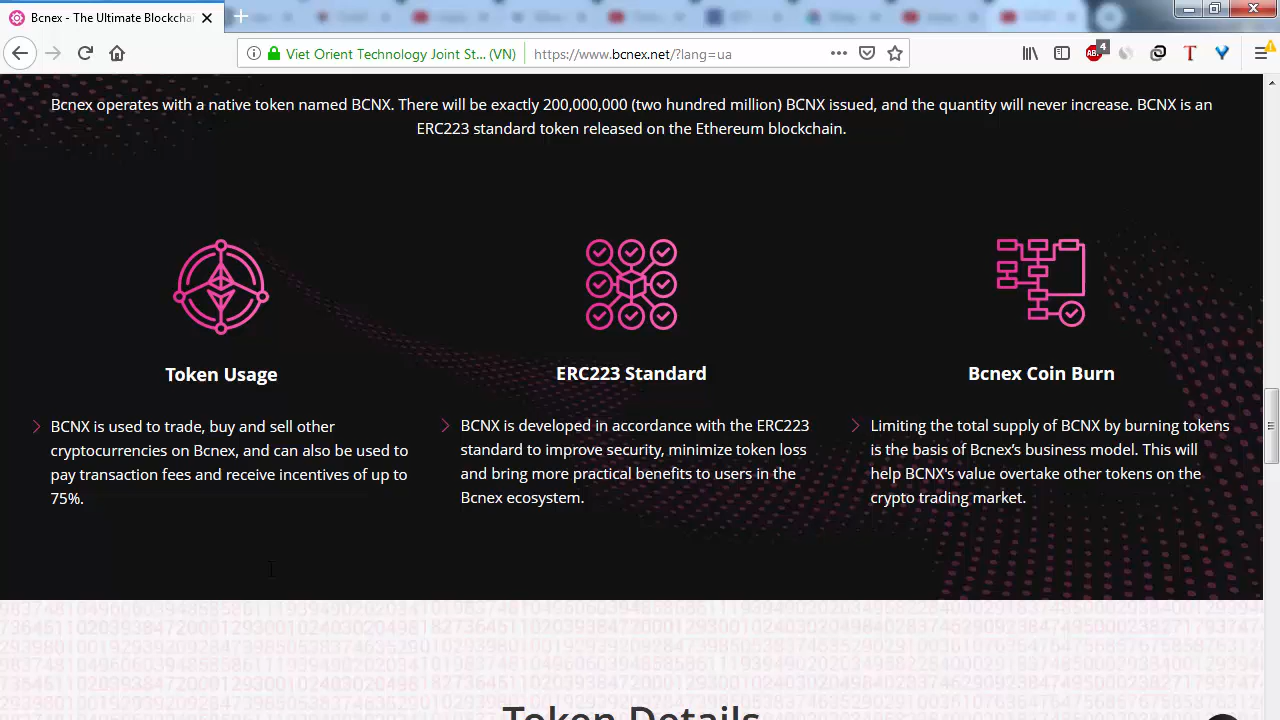 Bcnex - The Ultimate Blockchai
Viet Orient Technology Joint St... (VN)
https://www.bcnex.net/?lang=ua
4
T
Bcnex operates with a native token named BCNX. There will be exactly 200,000,000 (two hundred million) BCNX issued, and the quantity will never increase. BCNX is an
ERC223 standard token released on the Ethereum blockchain.
Token Usage
BCNX is used to trade, buy and sell other
cryptocurrencies on Bcnex, and can also be used to
pay transaction fees and receive incentives of up to
75%.
ERC223 Standard
BCNX is developed in accordance with the ERC223
standard to improve security, minimize token loss
and bring more practical benefits to users in the
Bcnex ecosystem.
Bcnex Coin Burn
Limiting the total supply of BCNX by burning tokens
is the basis of Bcnex’s business model. This will
help BCNX's value overtake other tokens on the
crypto trading market.
Token Details